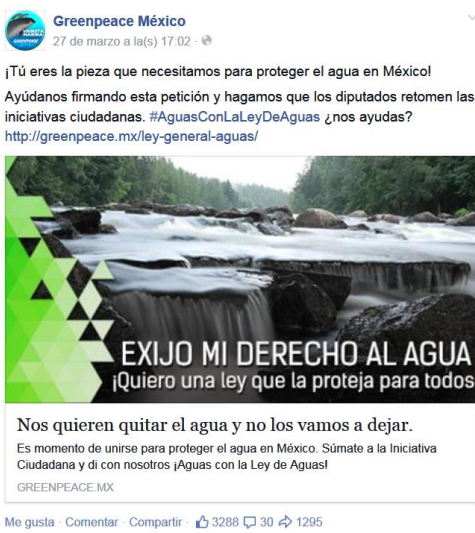 Greenpeace México
27 de marzo a la(s) 17:02 ·
¡Tú eres la pieza que necesitamos para proteger el agua en México!
Ayúdanos firmando esta petición y hagamos que los diputados retomen las
iniciativas ciudadanas. #AguasConLaLeyDeAguas ¿nos ayudas?
http://greenpeace.mx/ley-general-aguas/
EXIJO MI DERECHO AL AGUA
¡Quiero una ley que la proteja para todos
Nos quieren quitar el agua y no los vamos a dejar.
Es momento de unirse para proteger el agua en México. Súmate a la Iniciativa
Ciudadana y di con nosotros ¡Aguas con la Ley de Aguas!
GREENPEACE.MX
Me gusta · Comentar · Compartir · 3288 30 1295